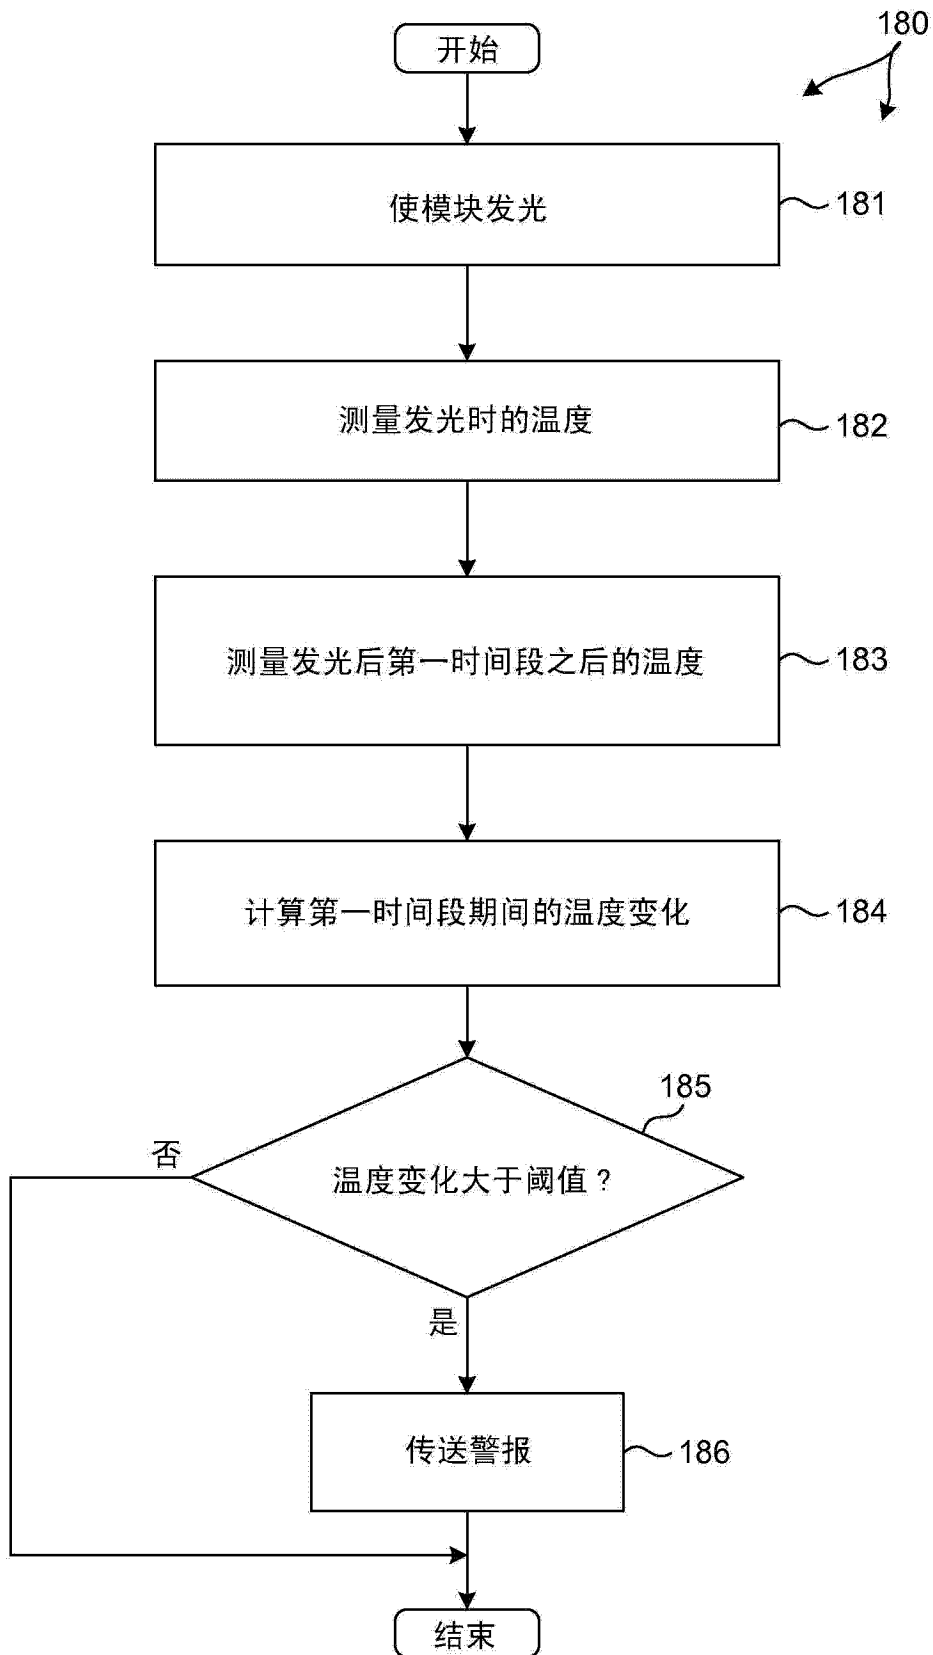 180
开始
使模块发光
181
测量发光时的温度
182
测量发光后第一时间段之后的温度
183
计算第一时间段期间的温度变化
184
185
否
温度变化大于阈值？
是
传送警报
186
结束